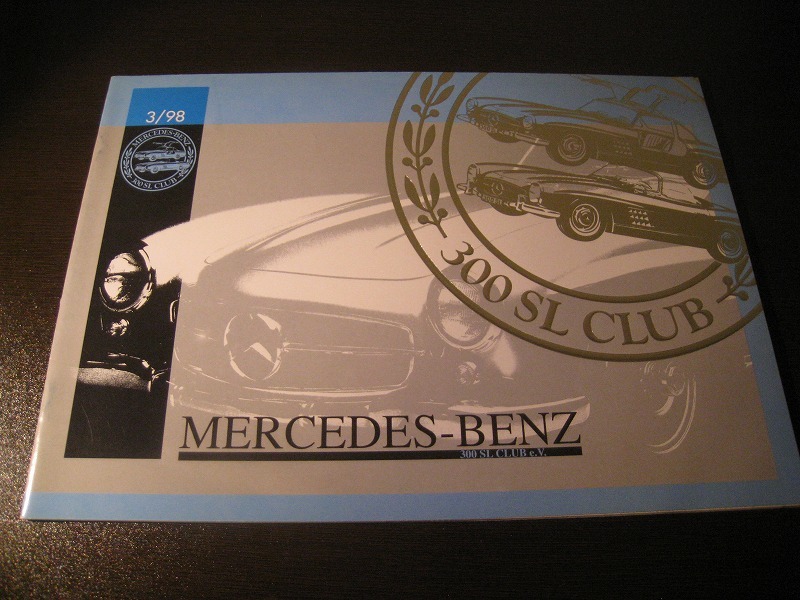 3/98
MERCEDES-BENZ
300 SL CLUB
300 SL CLUB
MERCEDES-BENZ
300 SL CLUB e.V.